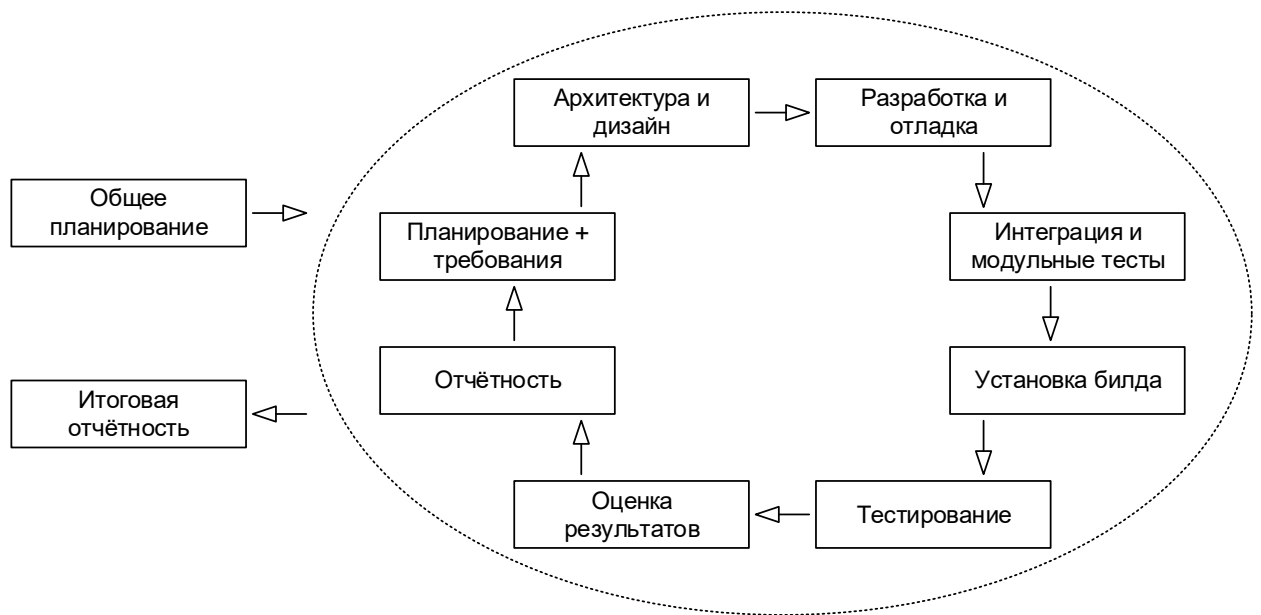 Архитектура и
дизайн
Разработка и
отладка
Общее
планирование
Планирование +
требования
Интеграция и
модульные тесты
Отчётность
Установка билда
Итоговая
отчётность
Оценка
результатов
Тестирование